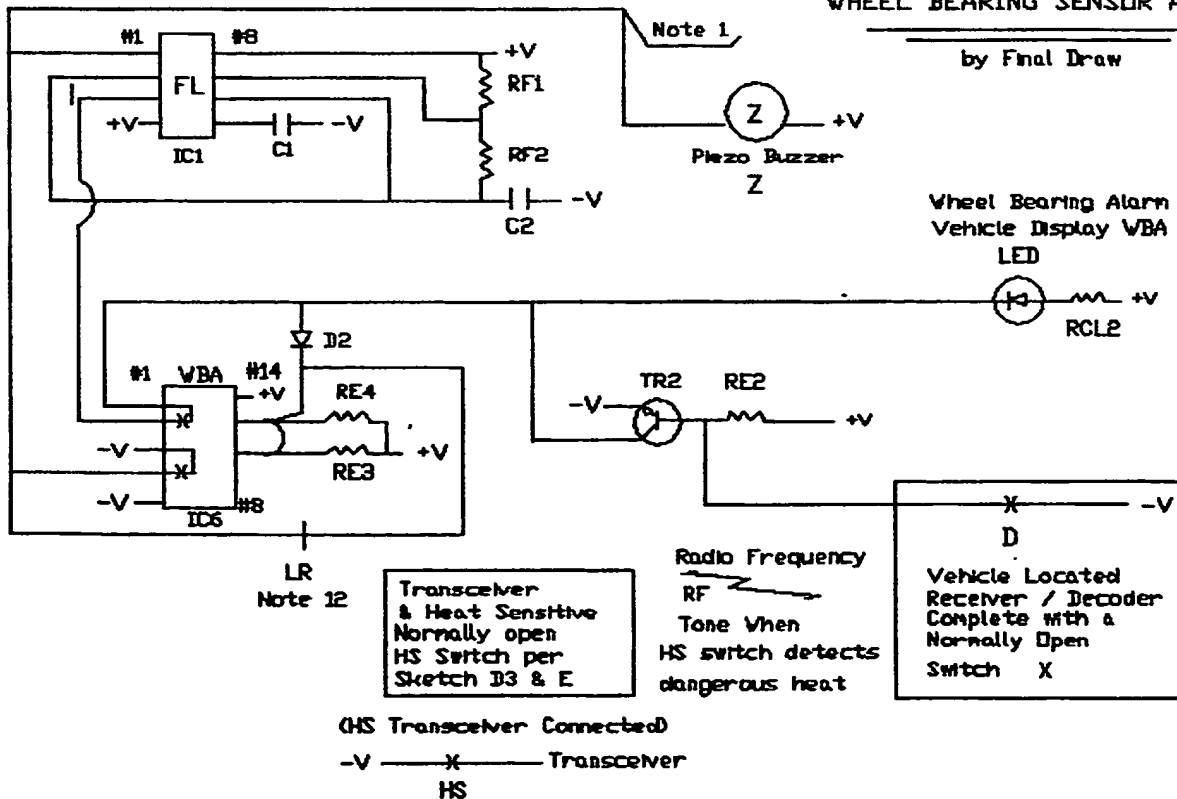 WHEEL BEARING SENSOR A
by Final Draw
Note 1
#1
#8
+V
FL
RF1
+V
-V
IC1
C1
RF2
C2
-V
Z
+V
Piezo Buzzer
Z
Wheel Bearing Alarm
Vehicle Display WBA
LED
+V
RCL2
D2
#1
WBA
#14
+V
RE4
-V
X
X
RE3
+V
-V
#8
IC6
TR2
RE2
-V
+V
LR
Note 12
X
-V
D
Vehicle Located
Receiver / Decoder
Complete with a
Normally Open
Switch X
Transceiver
& Heat Sensitive
Normally open
HS Switch per
Sketch D3 & E
Radio Frequency
RF
Tone When
HS switch detects
dangerous heat
(HS Transceiver Connected)
-V X Transceiver
HS